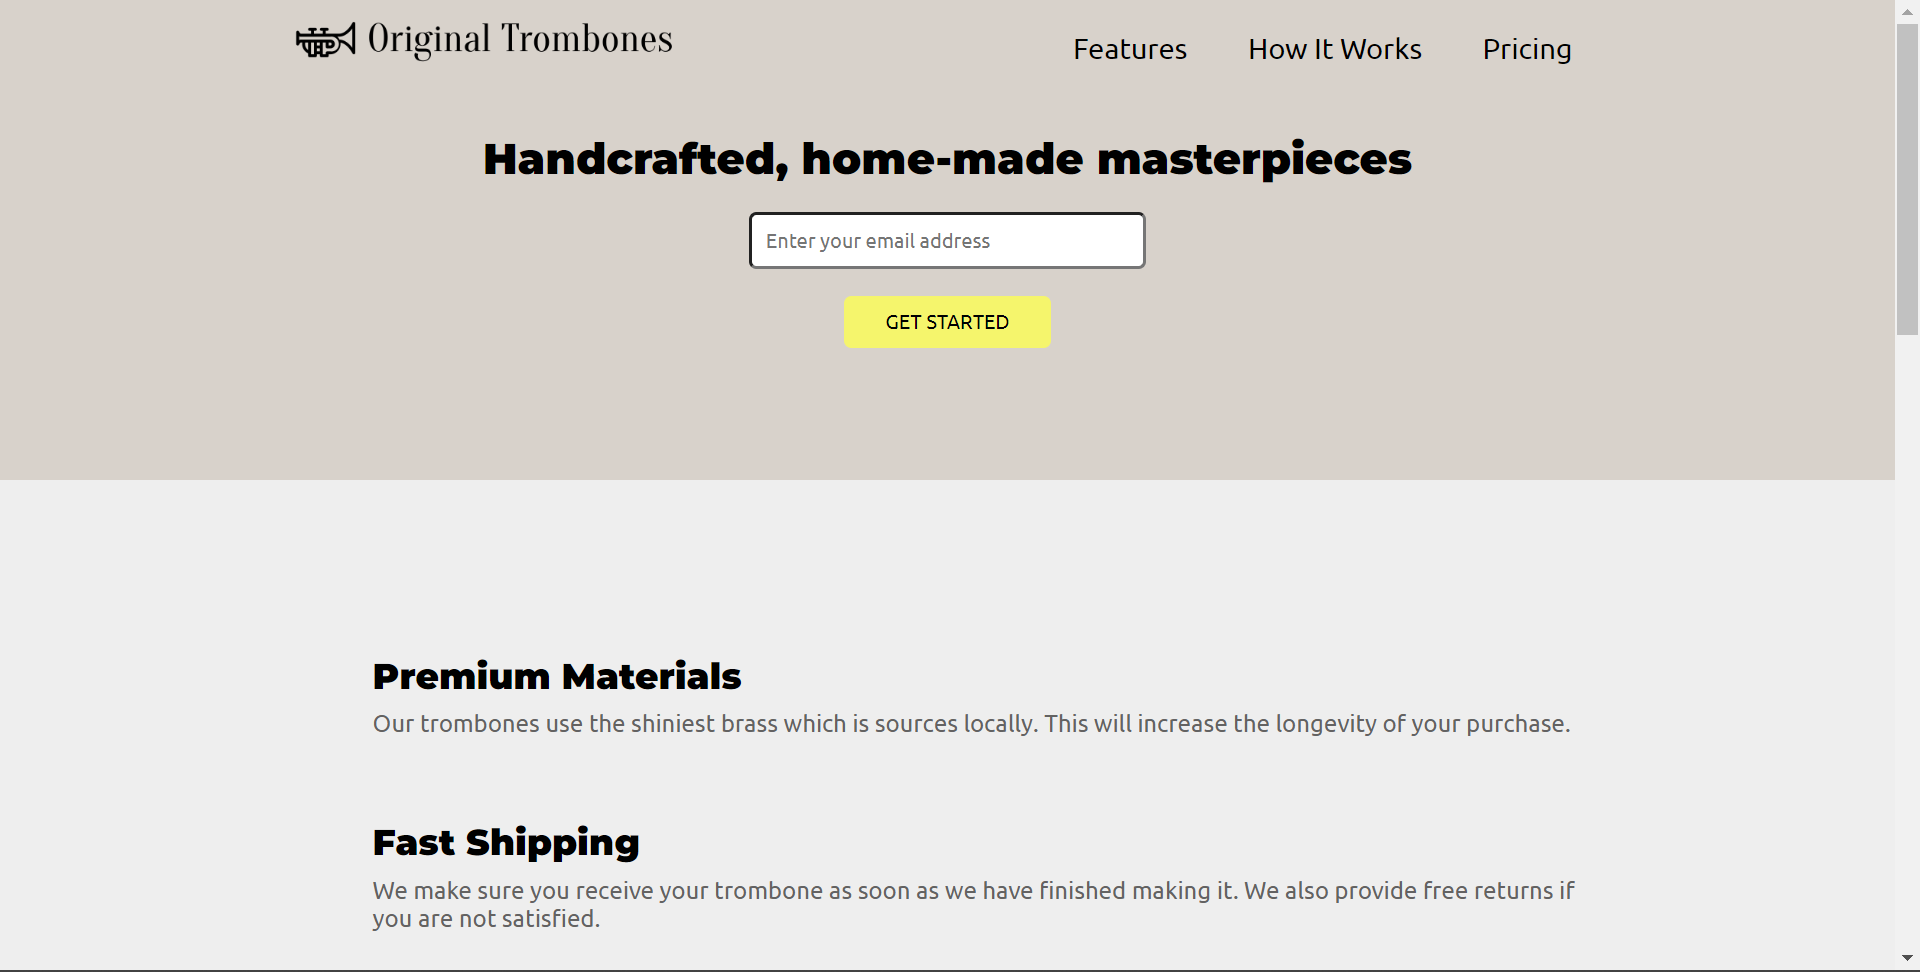 Original Trombones
Features
How It Works
Pricing
Handcrafted, home-made masterpieces
Enter your email address
GET STARTED
Premium Materials
Our trombones use the shiniest brass which is sources locally. This will increase the longevity of your purchase.
Fast Shipping
We make sure you receive your trombone as soon as we have finished making it. We also provide free returns if
you are not satisfied.